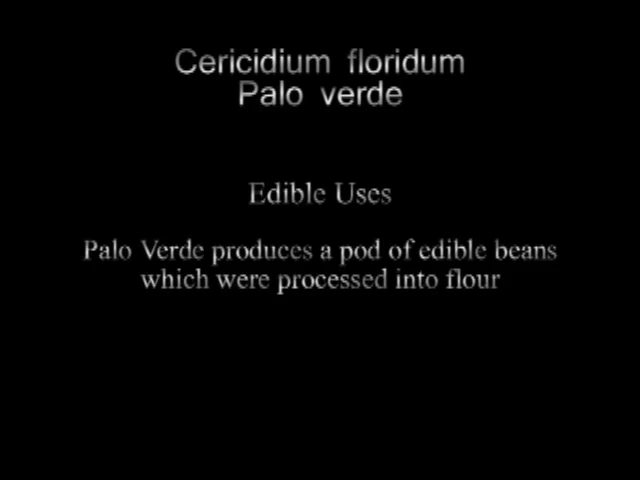 Cericidium floridum
Palo verde
Edible Uses
Palo Verde produces a pod of edible beans
which were processed into flour